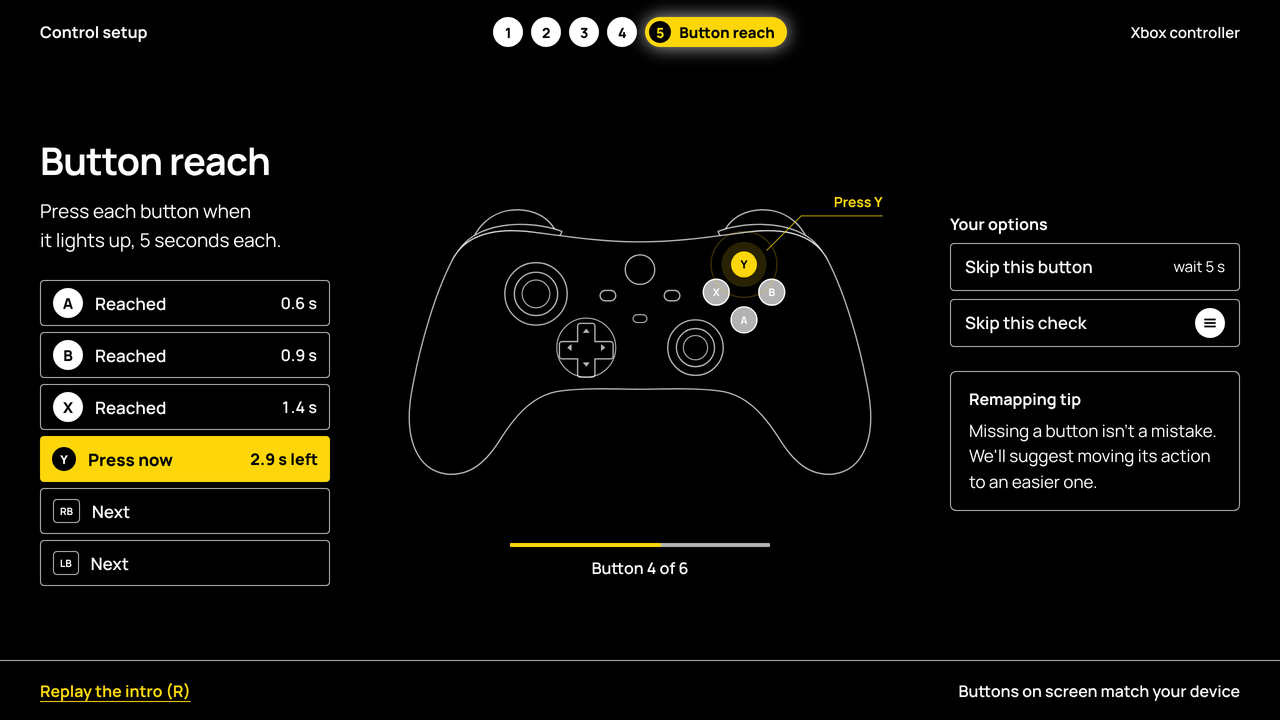 Control setup
1 2 3 4 5 Button reach
Xbox controller
Button reach
Press each button when
it lights up, 5 seconds each.
A Reached 0.6 s
B Reached 0.9 s
X Reached 1.4 s
Y Press now 2.9 s left
RB Next
LB Next
Press Y
Y
X B
A
Button 4 of 6
Your options
Skip this button wait 5 s
Skip this check
Remapping tip
Missing a button isn't a mistake.
We'll suggest moving its action
to an easier one.
Replay the intro (R)
Buttons on screen match your device